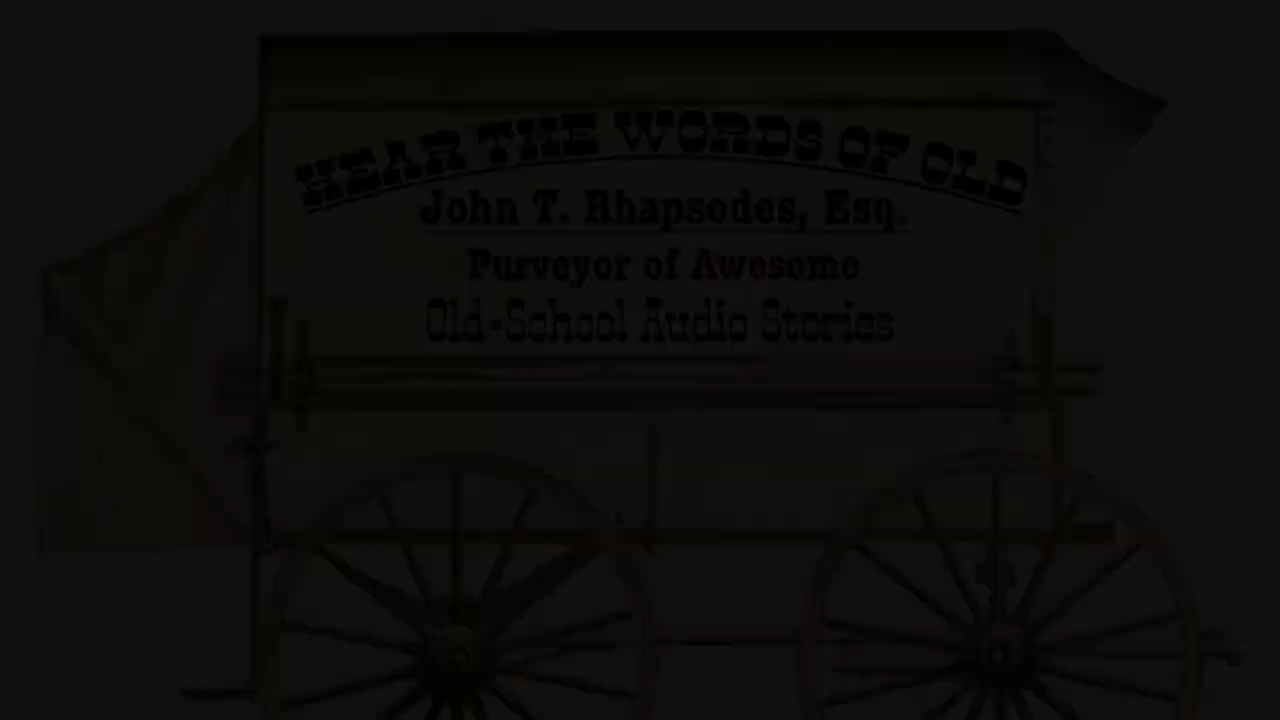 HEAR THE WORDS OF OLD
John T. Rhapsodes, Esq.
Purveyor of Awesome
Old-School Audio Stories